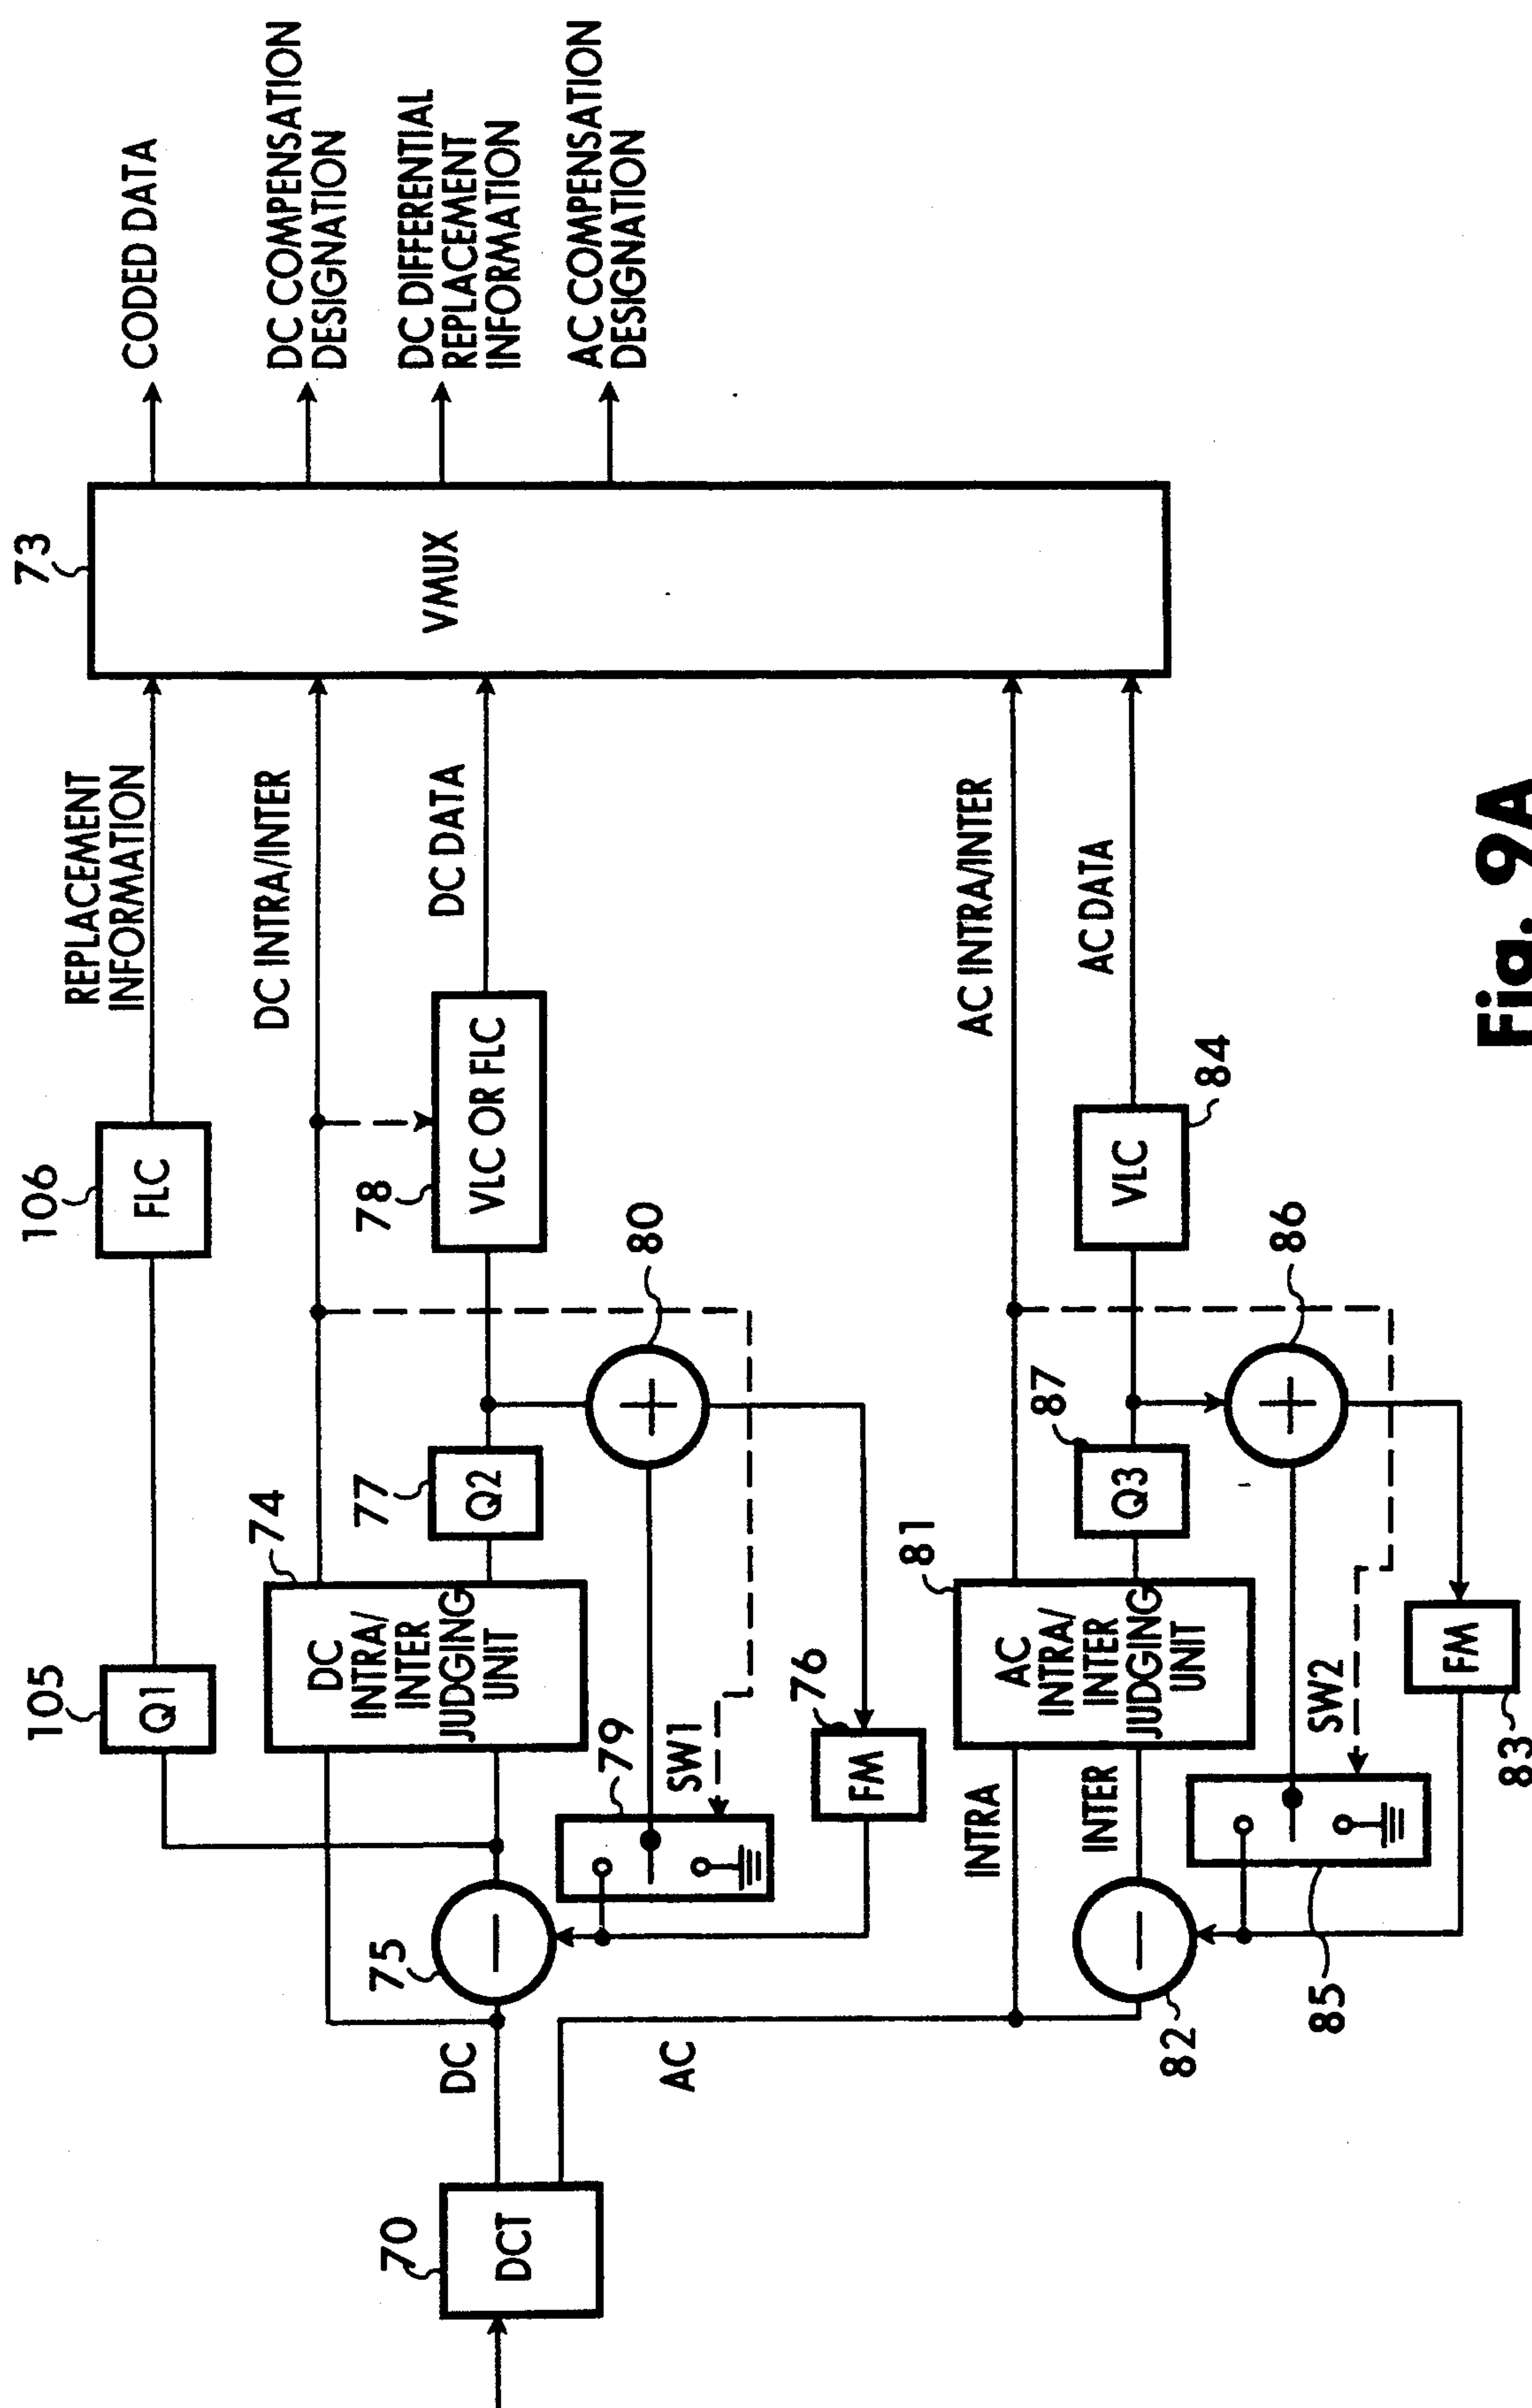 73
106
105
REPLACEMENT
INFORMATION
CODED DATA
FLC
Q1
74
DC INTRA/INTER
DC COMPENSATION
DESIGNATION
DC
INTRA/
INTER
JUDGING
UNIT
77
78
DC DATA
VMUX
DC DIFFERENTIAL
REPLACEMENT
INFORMATION
70
75
Q2
VLC OR FLC
DCT
DC
79
80
AC COMPENSATION
DESIGNATION
+
−
SW1
AC
76
FM
81
AC INTRA/INTER
INTRA
AC
INTRA/
INTER
JUDGING
UNIT
87
AC DATA
INTER
Q3
VLC
84
−
82
86
+
SW2
85
FM
83
Fig. 9A